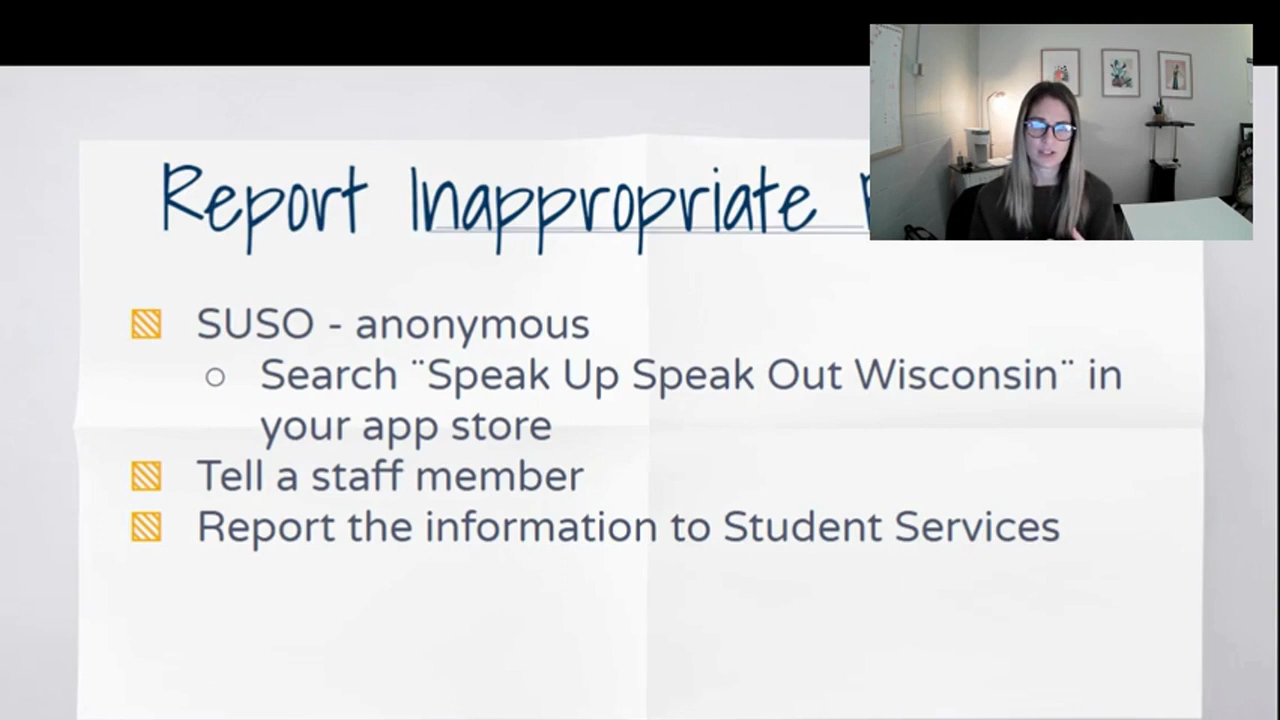 Report Inappropriate
SUSO - anonymous
Search ¨Speak Up Speak Out Wisconsin¨ in
your app store
Tell a staff member
Report the information to Student Services